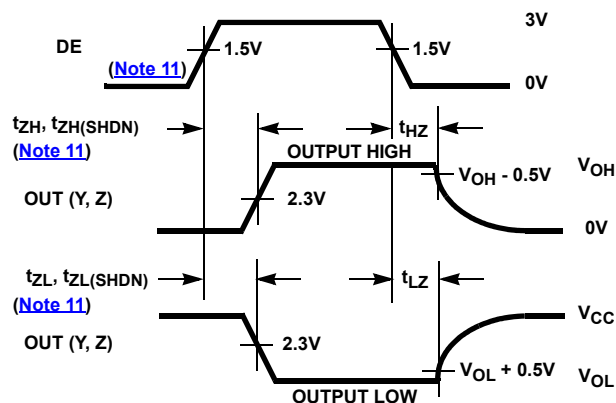 3V
DE
1.5V
1.5V
(Note 11)
0V
tZH, tZH(SHDN)
tHZ
(Note 11)
OUTPUT HIGH
VOH - 0.5V
VOH
OUT (Y, Z)
2.3V
0V
tZL, tZL(SHDN)
tLZ
(Note 11)
VCC
OUT (Y, Z)
2.3V
VOL + 0.5V
VOL
OUTPUT LOW